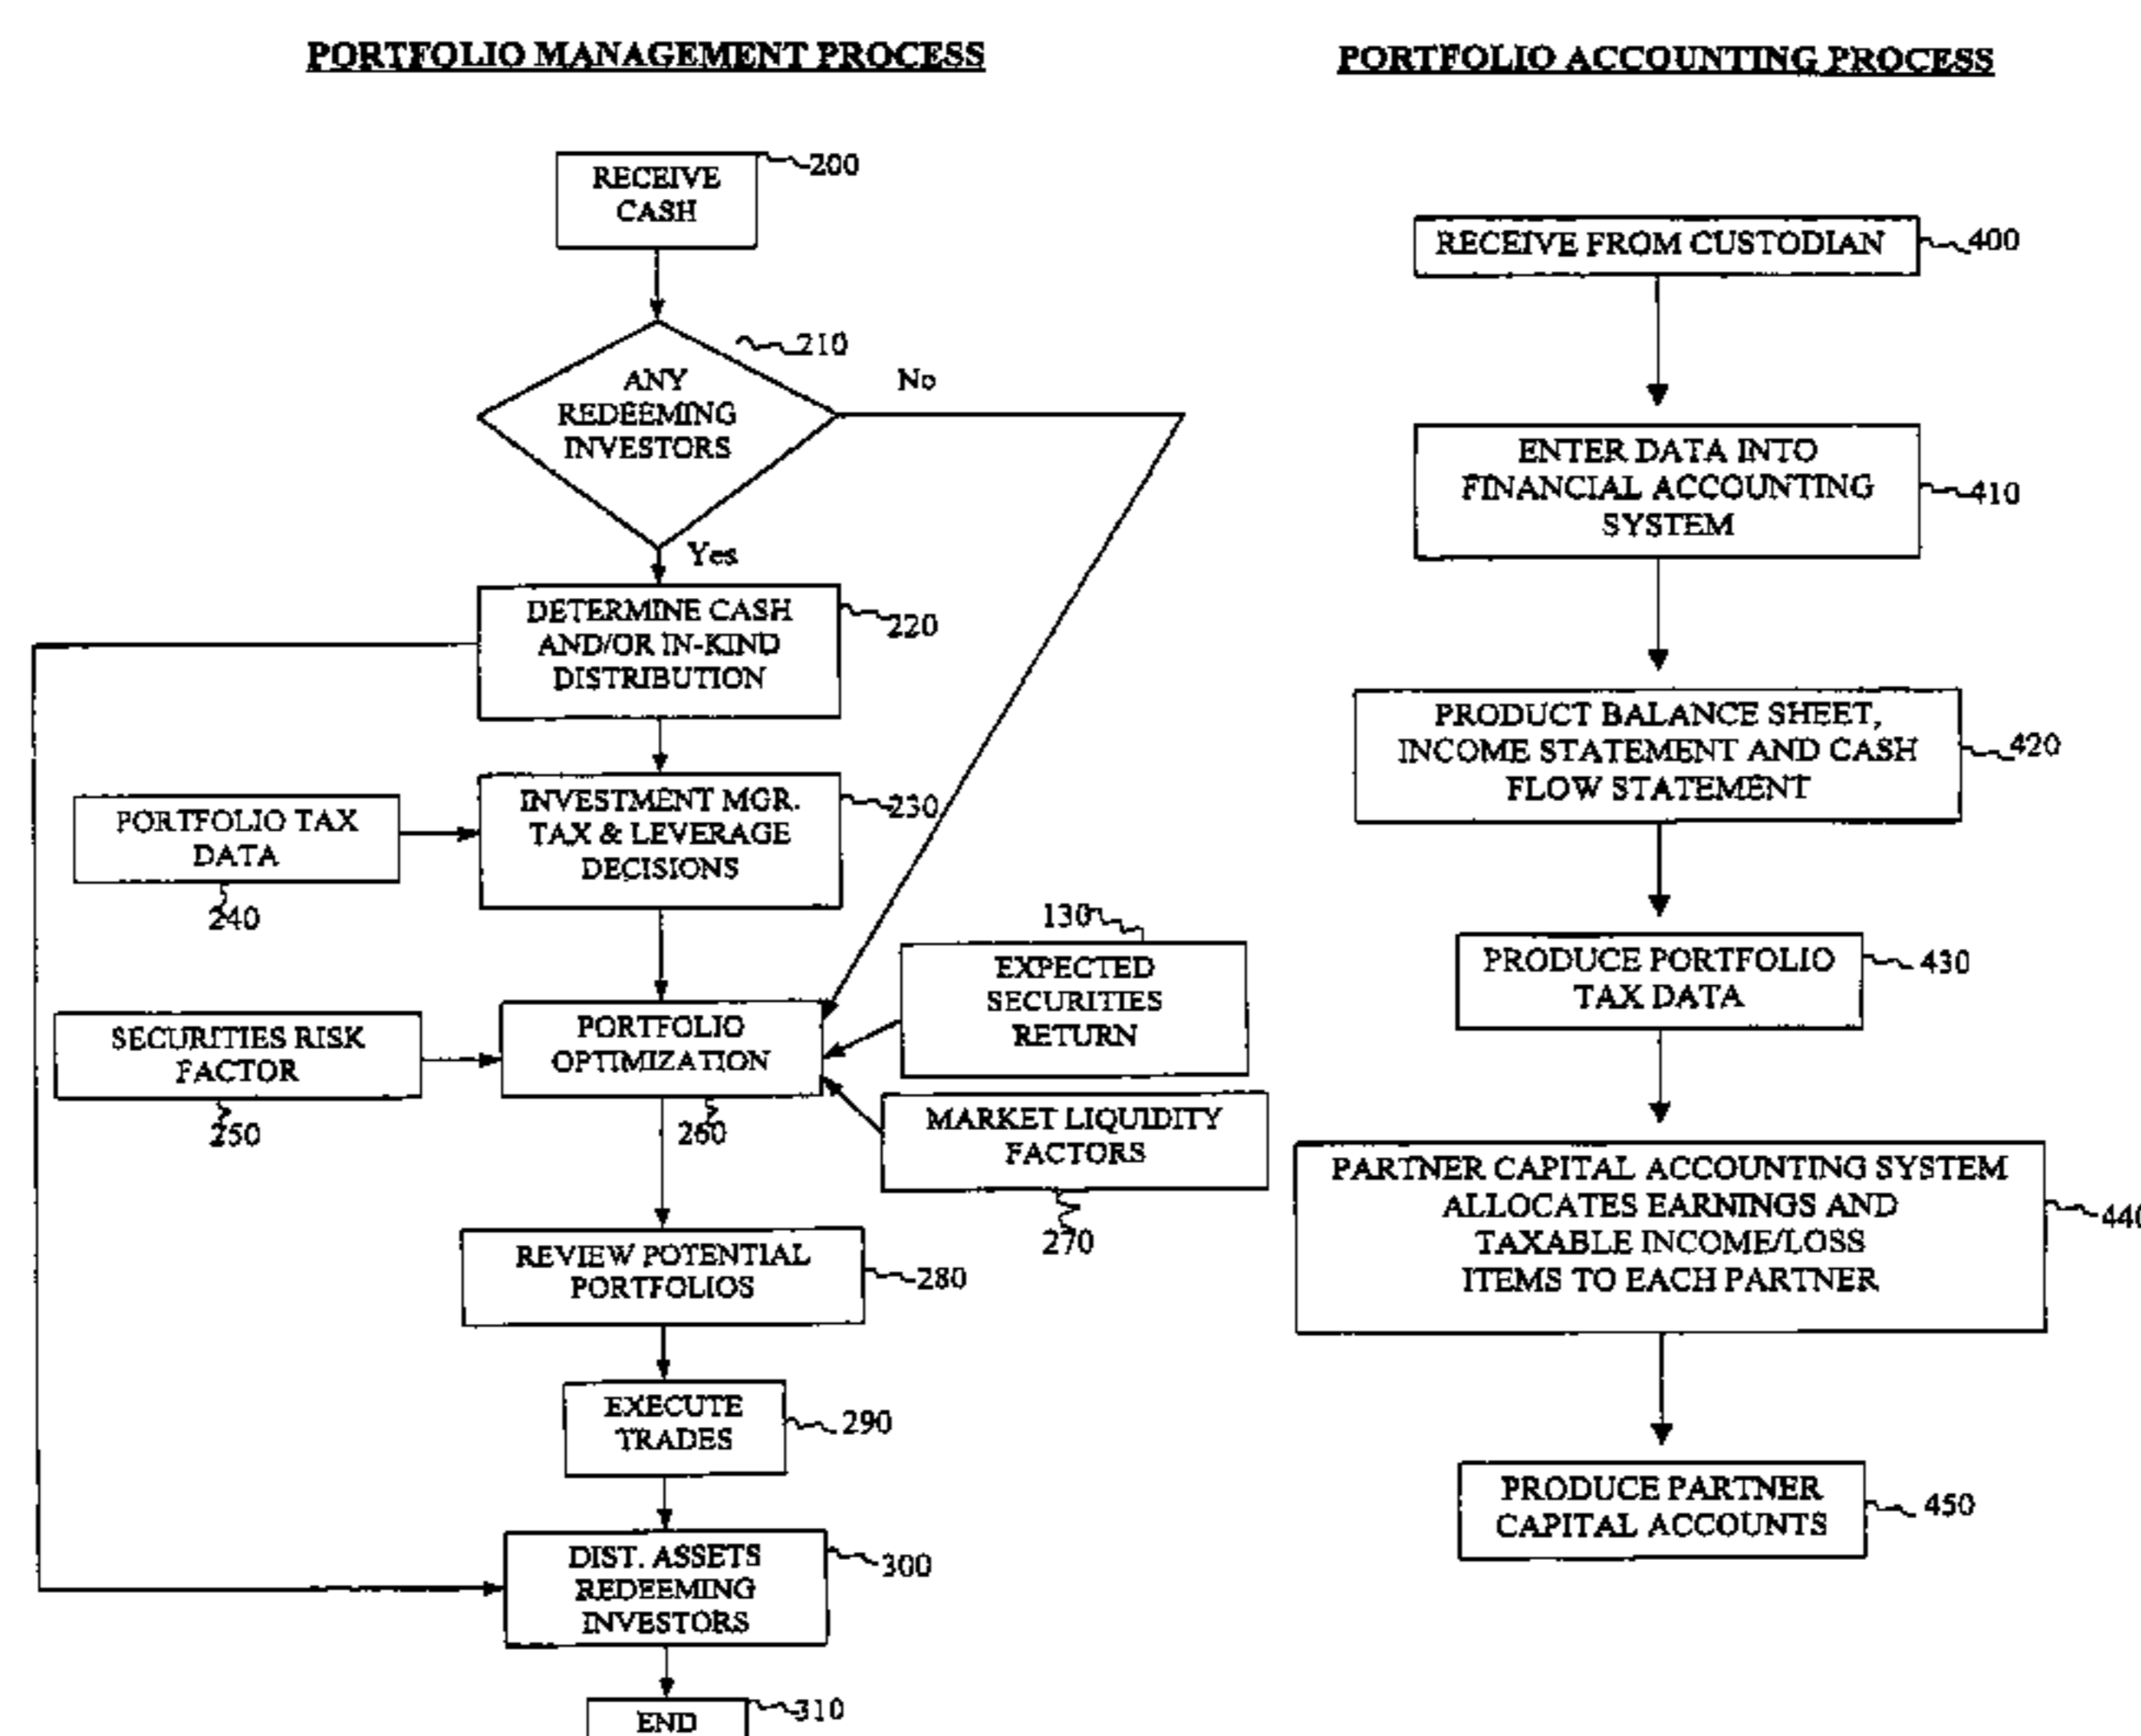 PORTFOLIO MANAGEMENT PROCESS
RECEIVE
CASH
200
ANY
REDEEMING
INVESTORS
210
No
Yes
DETERMINE CASH
AND/OR IN-KIND
DISTRIBUTION
220
INVESTMENT MGR.
TAX & LEVERAGE
DECISIONS
230
PORTFOLIO TAX
DATA
240
SECURITIES RISK
FACTOR
250
PORTFOLIO
OPTIMIZATION
260
130
EXPECTED
SECURITIES
RETURN
MARKET LIQUIDITY
FACTORS
270
REVIEW POTENTIAL
PORTFOLIOS
280
EXECUTE
TRADES
290
DIST. ASSETS
REDEEMING
INVESTORS
300
END
310
PORTFOLIO ACCOUNTING PROCESS
RECEIVE FROM CUSTODIAN
400
ENTER DATA INTO
FINANCIAL ACCOUNTING
SYSTEM
410
PRODUCT BALANCE SHEET,
INCOME STATEMENT AND CASH
FLOW STATEMENT
420
PRODUCE PORTFOLIO
TAX DATA
430
PARTNER CAPITAL ACCOUNTING SYSTEM
ALLOCATES EARNINGS AND
TAXABLE INCOME/LOSS
ITEMS TO EACH PARTNER
440
PRODUCE PARTNER
CAPITAL ACCOUNTS
450